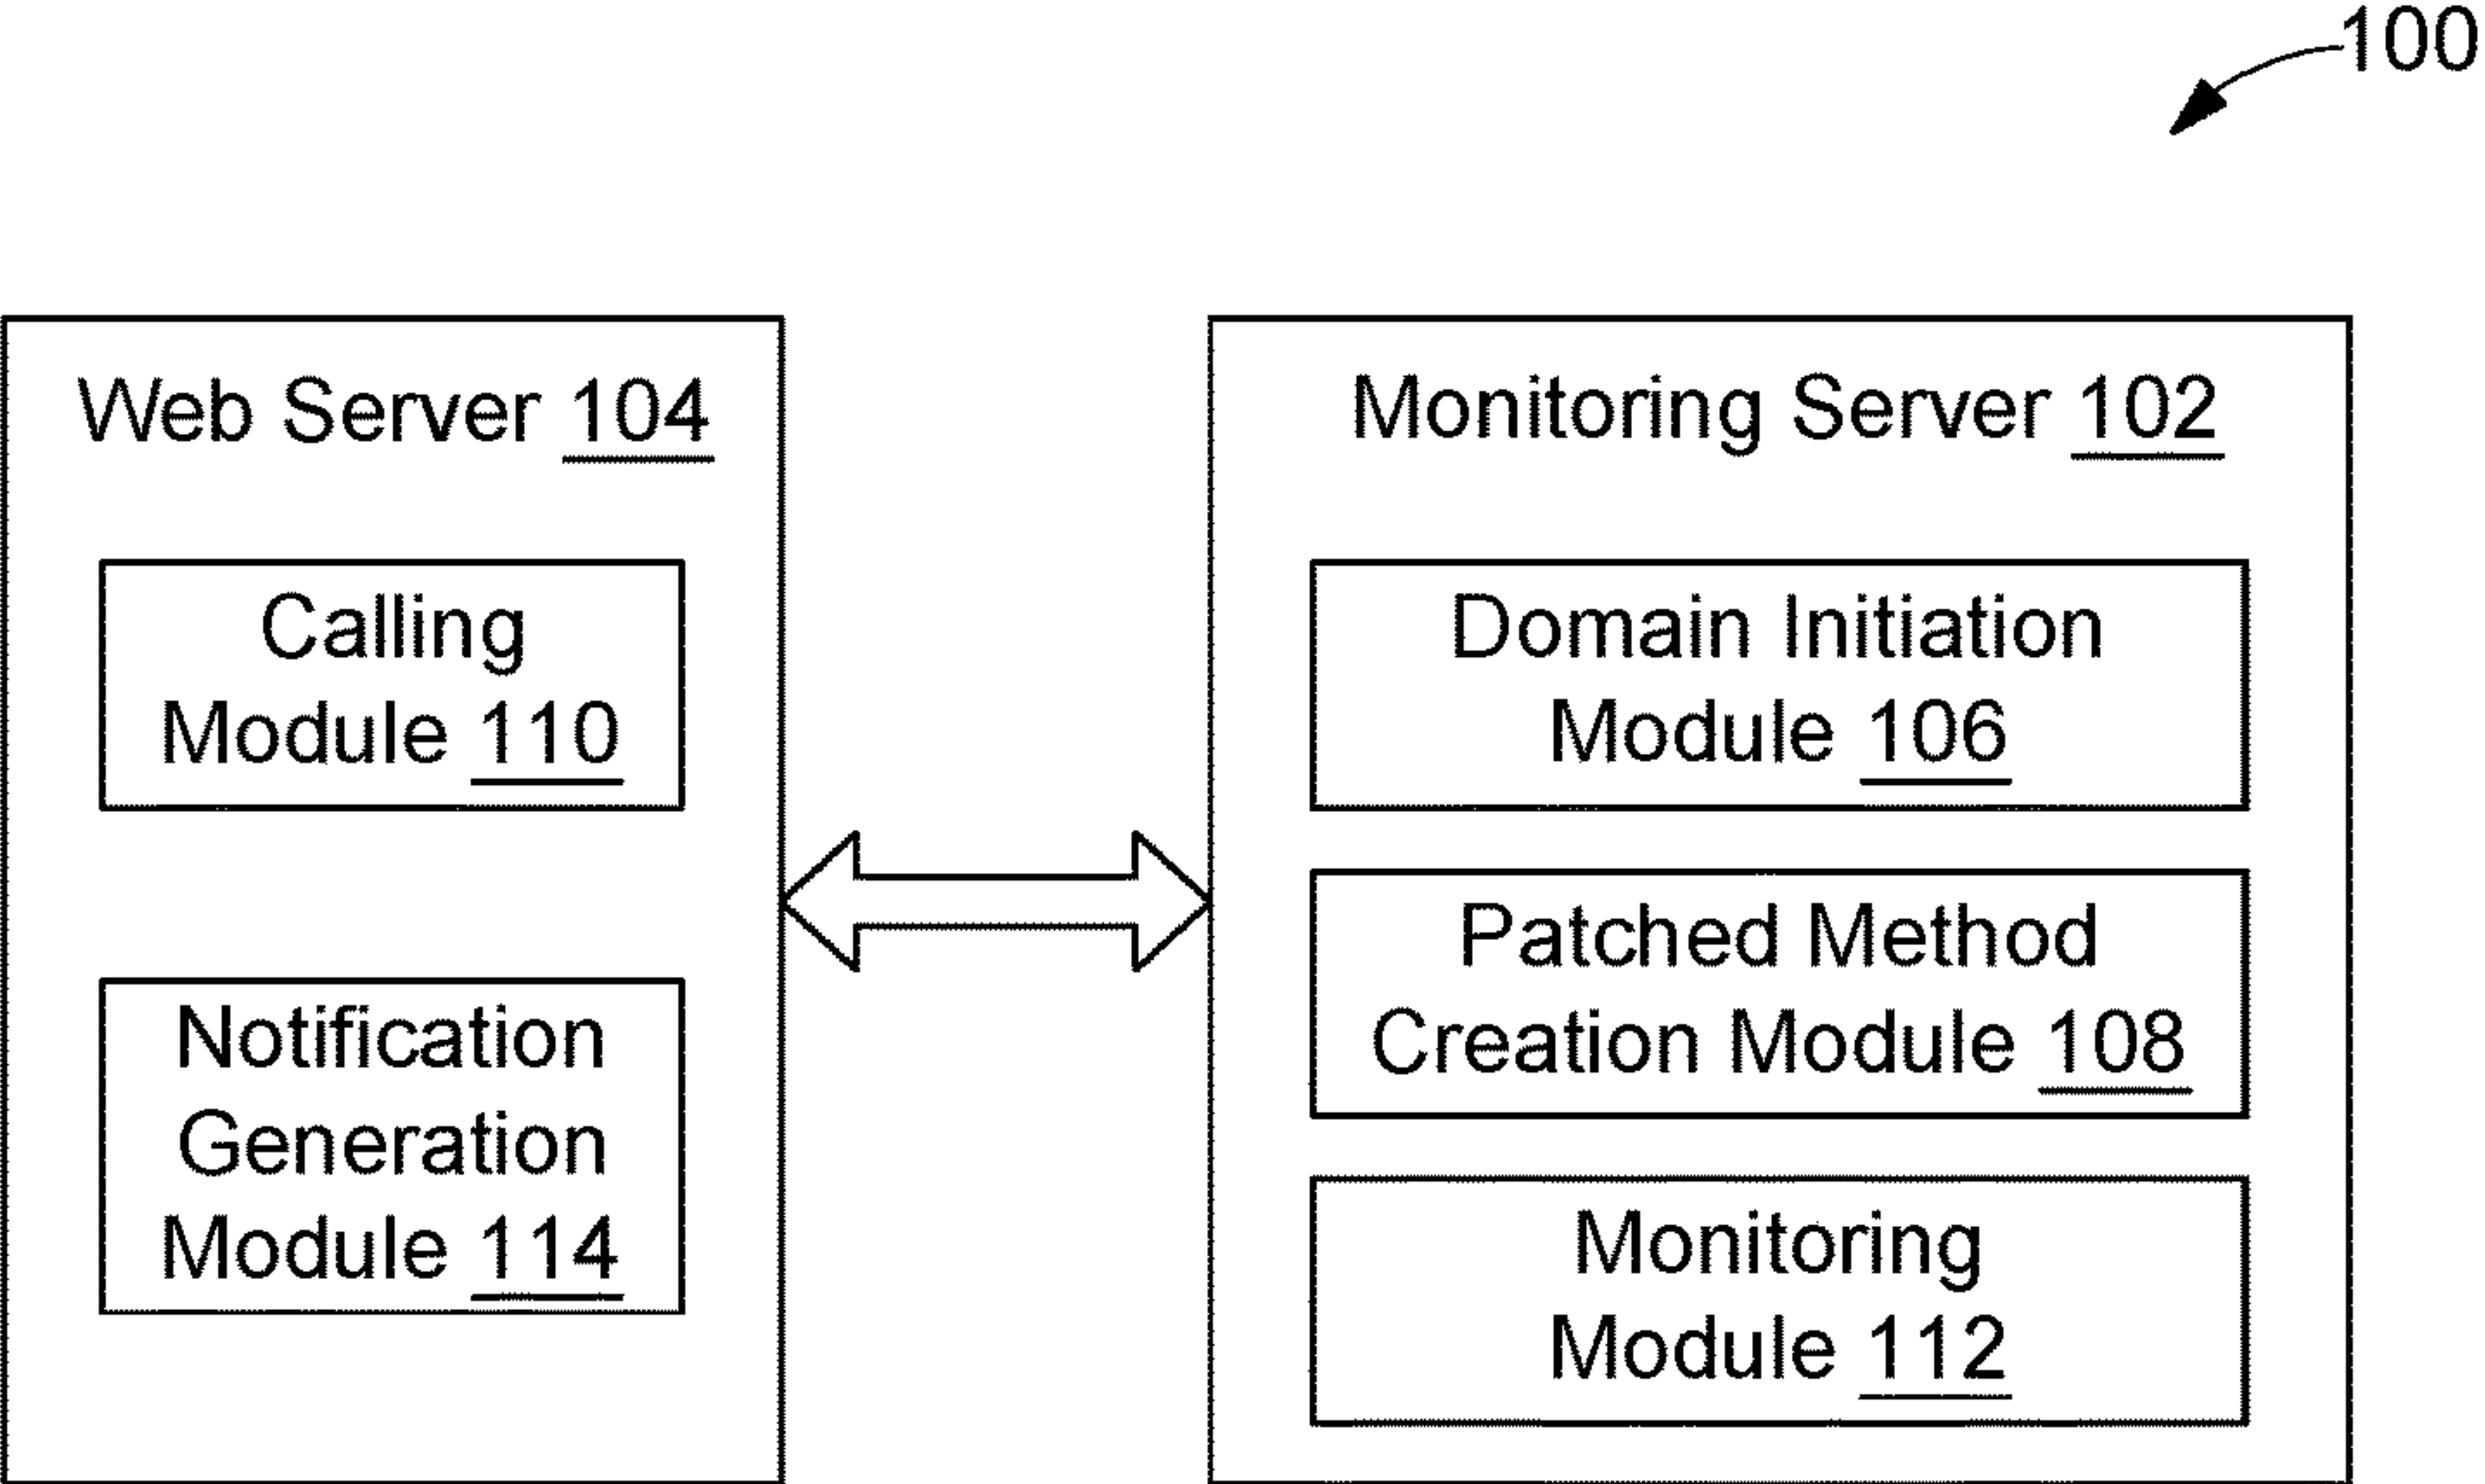 100
Web Server 104
Calling
Module 110
Notification
Generation
Module 114
Monitoring Server 102
Domain Initiation
Module 106
Patched Method
Creation Module 108
Monitoring
Module 112